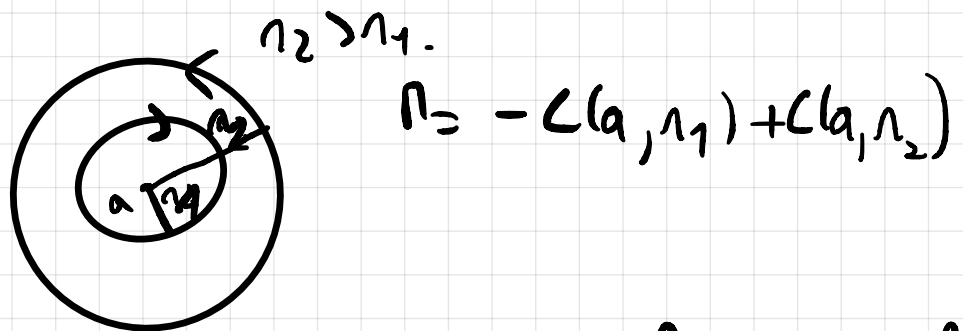 r2 > r1.
Γ = - C(a, r1) + C(a, r2)
r2
a r1